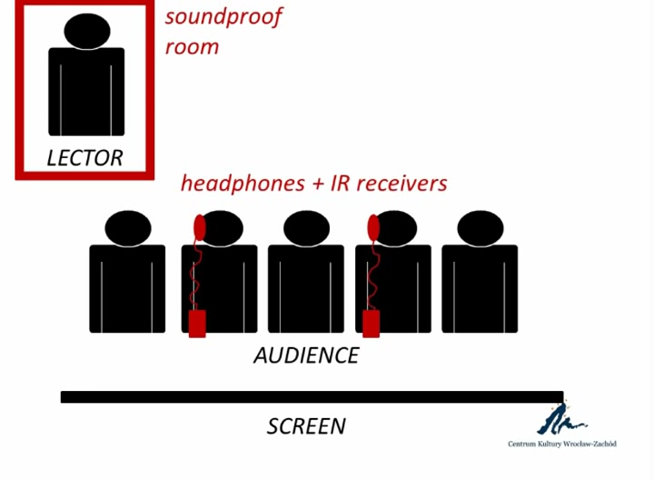 soundproof
room
LECTOR
headphones + IR receivers
AUDIENCE
SCREEN
Centrum Kultury Wrocław-Zachód